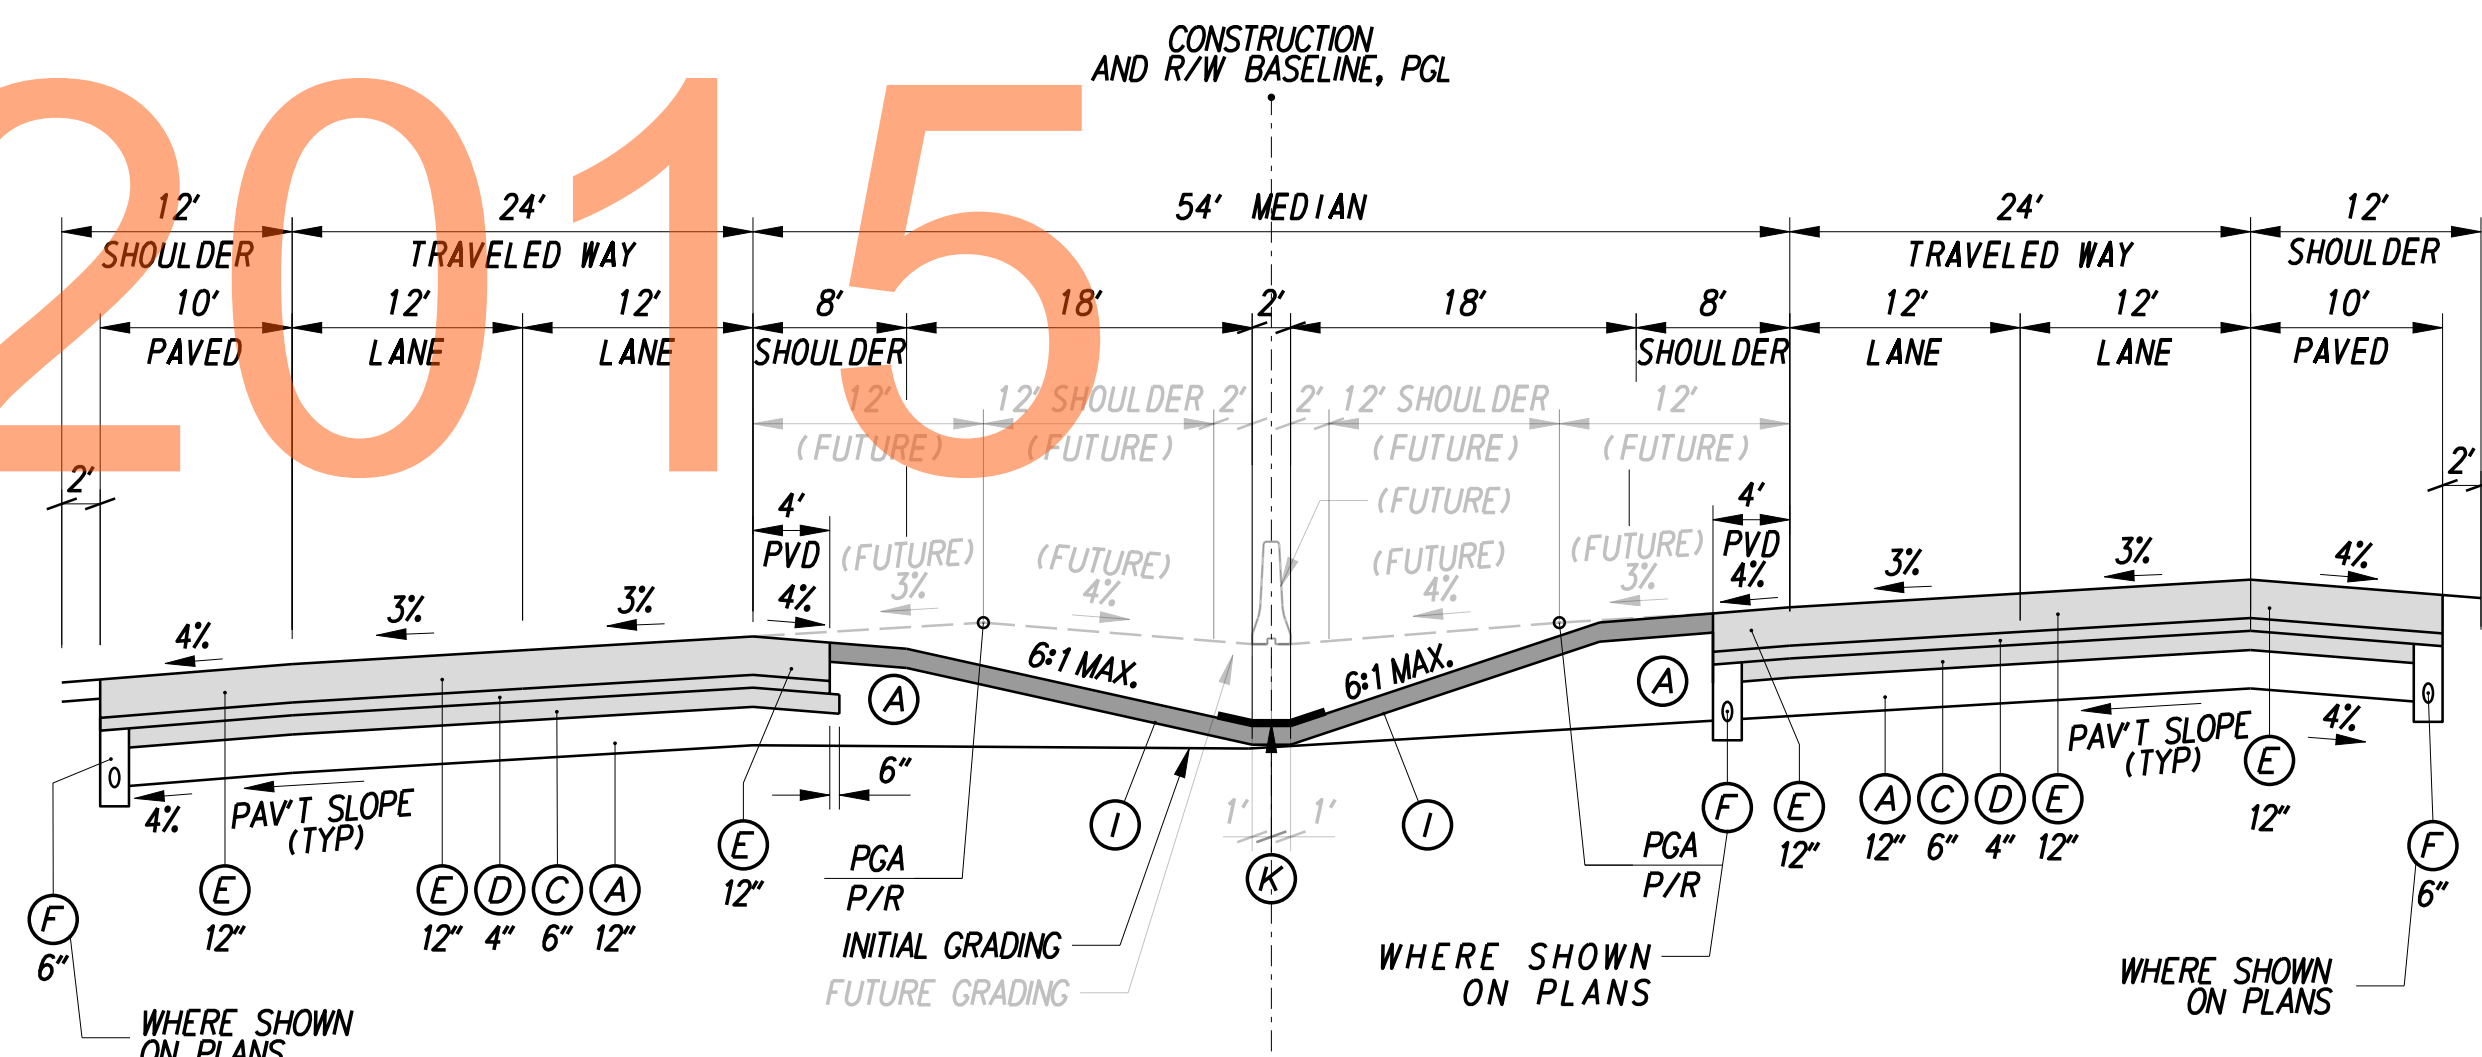 CONSTRUCTION
AND R/W BASELINE, PGL
2015
12' 24' 54' MEDIAN 24' 12'
SHOULDER TRAVELED WAY TRAVELED WAY SHOULDER
10' 12' 12' 8' 18' 2' 18' 8' 12' 12' 10'
PAVED LANE LANE SHOULDER SHOULDER LANE LANE PAVED
12' 12' SHOULDER 2' 2' 12' SHOULDER 12'
(FUTURE) (FUTURE) (FUTURE) (FUTURE)
2' 4' (FUTURE) 4' 2'
PVD (FUTURE) (FUTURE) (FUTURE) (FUTURE) PVD
4% 3% 3% 4% 3% 4% 4% 3% 4% 3% 3% 4%
6:1 MAX. 6:1 MAX.
A A
4% PAV'T SLOPE
(TYP)
6"
PAV'T SLOPE
(TYP)
4%
1' 1'
I I
F E E A C D E E F
12" 12" 6" 4" 12" 12" 6"
F E E D C A E K
6" 12" 12" 4" 6" 12" 12"
PGA
P/R
PGA
P/R
INITIAL GRADING
FUTURE GRADING
WHERE SHOWN
ON PLANS
WHERE SHOWN
ON PLANS
WHERE SHOWN
ON PLANS